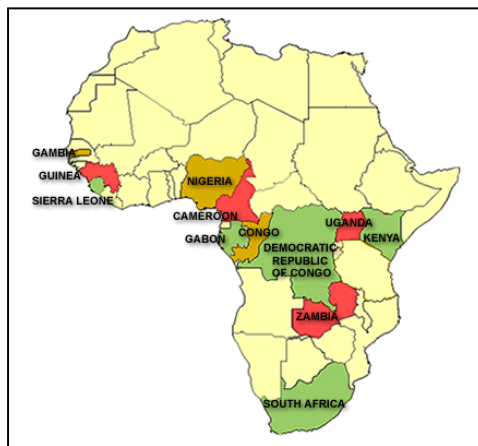 GAMBIA
GUINEA
SIERRA LEONE
NIGERIA
CAMEROON
GABON
CONGO
DEMOCRATIC
REPUBLIC
OF CONGO
UGANDA
KENYA
ZAMBIA
SOUTH AFRICA